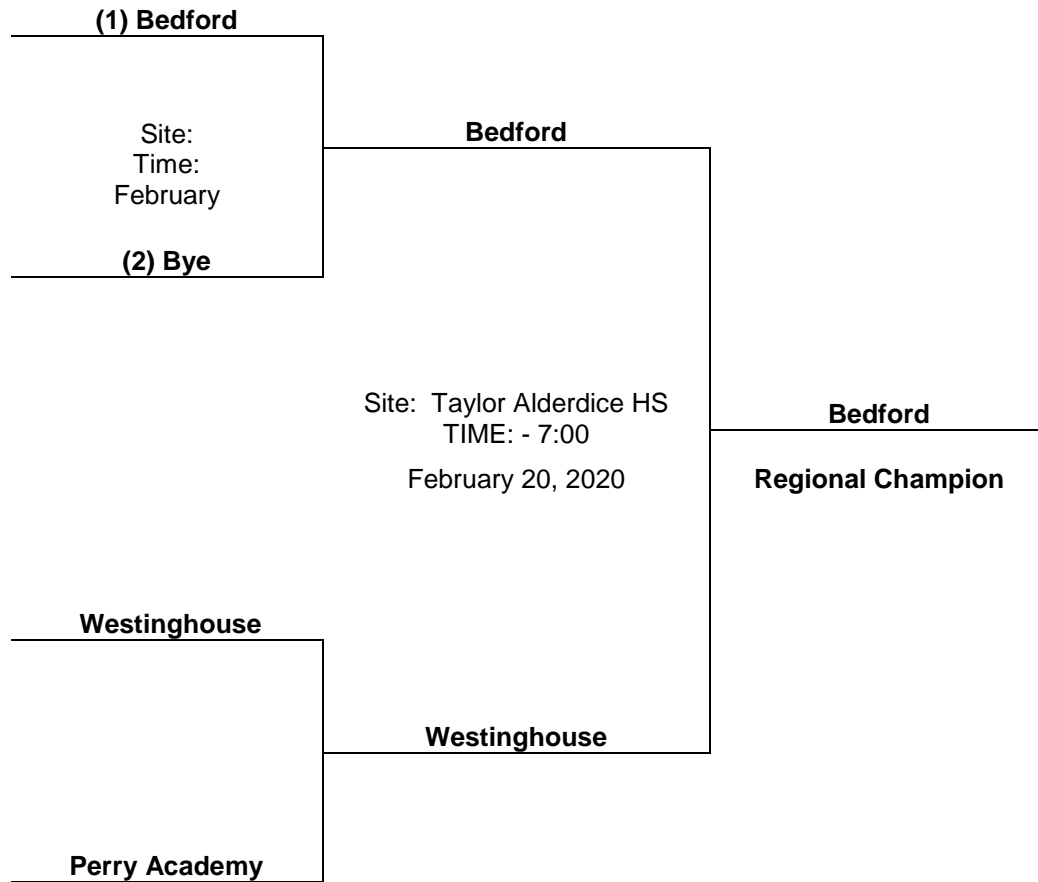 (1) Bedford
Site:
Time:
February
Bedford
(2) Bye
Site: Taylor Alderdice HS
TIME: - 7:00
February 20, 2020
Bedford
Regional Champion
Westinghouse
Westinghouse
Perry Academy